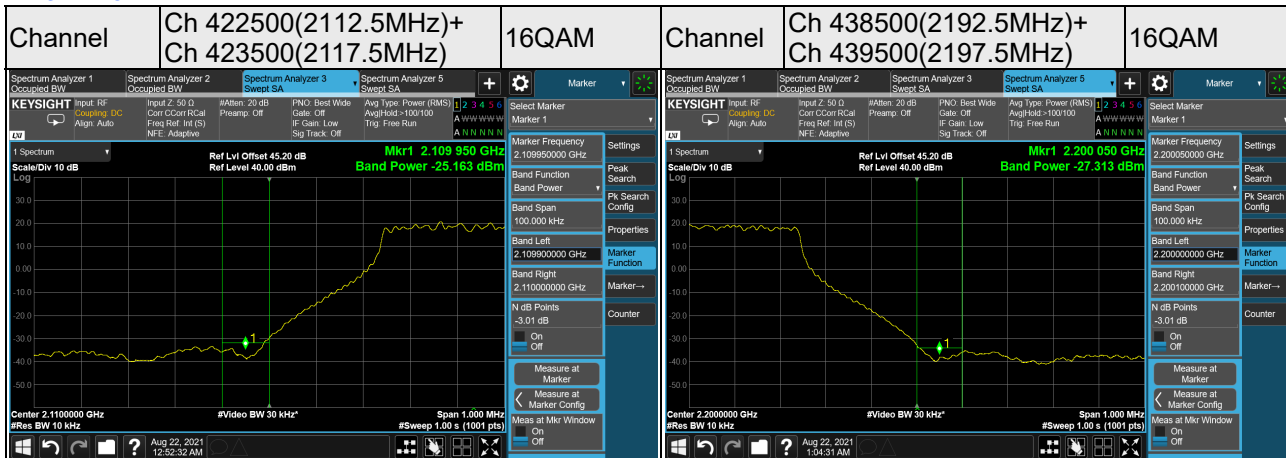 Channel
Ch 422500(2112.5MHz)+
Ch 423500(2117.5MHz)
16QAM
Channel
Ch 438500(2192.5MHz)+
Ch 439500(2197.5MHz)
16QAM
Spectrum Analyzer 1
Occupied BW
Spectrum Analyzer 2
Occupied BW
Spectrum Analyzer 3
Swept SA
Spectrum Analyzer 5
Swept SA
+
Marker
KEYSIGHT
Input: RF
Coupling: DC
Align: Auto
Input Z: 50 Ω
Corr CCorr RCal
Freq Ref: Int (S)
NFE: Adaptive
#Atten: 20 dB
Preamp: Off
PNO: Best Wide
Gate: Off
IF Gain: Low
Sig Track: Off
Avg Type: Power (RMS)
Avg|Hold:>100/100
Trig: Free Run
1 2 3 4 5 6
A W W W W W
A N N N N N
LXI
Select Marker
Marker 1
1 Spectrum
Scale/Div 10 dB
Log
Ref Lvl Offset 45.20 dB
Ref Level 40.00 dBm
Mkr1 2.109 950 GHz
Band Power -25.163 dBm
30.0
20.0
10.0
0.00
-10.0
-20.0
-30.0
-40.0
-50.0
1
Center 2.1100000 GHz
#Res BW 10 kHz
#Video BW 30 kHz*
Span 1.000 MHz
#Sweep 1.00 s (1001 pts)
Marker Frequency
2.109950000 GHz
Band Function
Band Power
Band Span
100.000 kHz
Band Left
2.109900000 GHz
Band Right
2.110000000 GHz
N dB Points
-3.01 dB
On
Off
Measure at
Marker
Measure at
Marker Config
Meas at Mkr Window
On
Off
Settings
Peak
Search
Pk Search
Config
Properties
Marker
Function
Marker→
Counter
?
Aug 22, 2021
12:52:32 AM
Spectrum Analyzer 1
Occupied BW
Spectrum Analyzer 2
Occupied BW
Spectrum Analyzer 3
Swept SA
Spectrum Analyzer 5
Swept SA
+
Marker
KEYSIGHT
Input: RF
Coupling: DC
Align: Auto
Input Z: 50 Ω
Corr CCorr RCal
Freq Ref: Int (S)
NFE: Adaptive
#Atten: 20 dB
Preamp: Off
PNO: Best Wide
Gate: Off
IF Gain: Low
Sig Track: Off
Avg Type: Power (RMS)
Avg|Hold:>100/100
Trig: Free Run
1 2 3 4 5 6
A W W W W W
A N N N N N
LXI
Select Marker
Marker 1
1 Spectrum
Scale/Div 10 dB
Log
Ref Lvl Offset 45.20 dB
Ref Level 40.00 dBm
Mkr1 2.200 050 GHz
Band Power -27.313 dBm
30.0
20.0
10.0
0.00
-10.0
-20.0
-30.0
-40.0
-50.0
1
Center 2.2000000 GHz
#Res BW 10 kHz
#Video BW 30 kHz*
Span 1.000 MHz
#Sweep 1.00 s (1001 pts)
Marker Frequency
2.200050000 GHz
Band Function
Band Power
Band Span
100.000 kHz
Band Left
2.200000000 GHz
Band Right
2.200100000 GHz
N dB Points
-3.01 dB
On
Off
Measure at
Marker
Measure at
Marker Config
Meas at Mkr Window
On
Off
Settings
Peak
Search
Pk Search
Config
Properties
Marker
Function
Marker→
Counter
?
Aug 22, 2021
1:04:31 AM